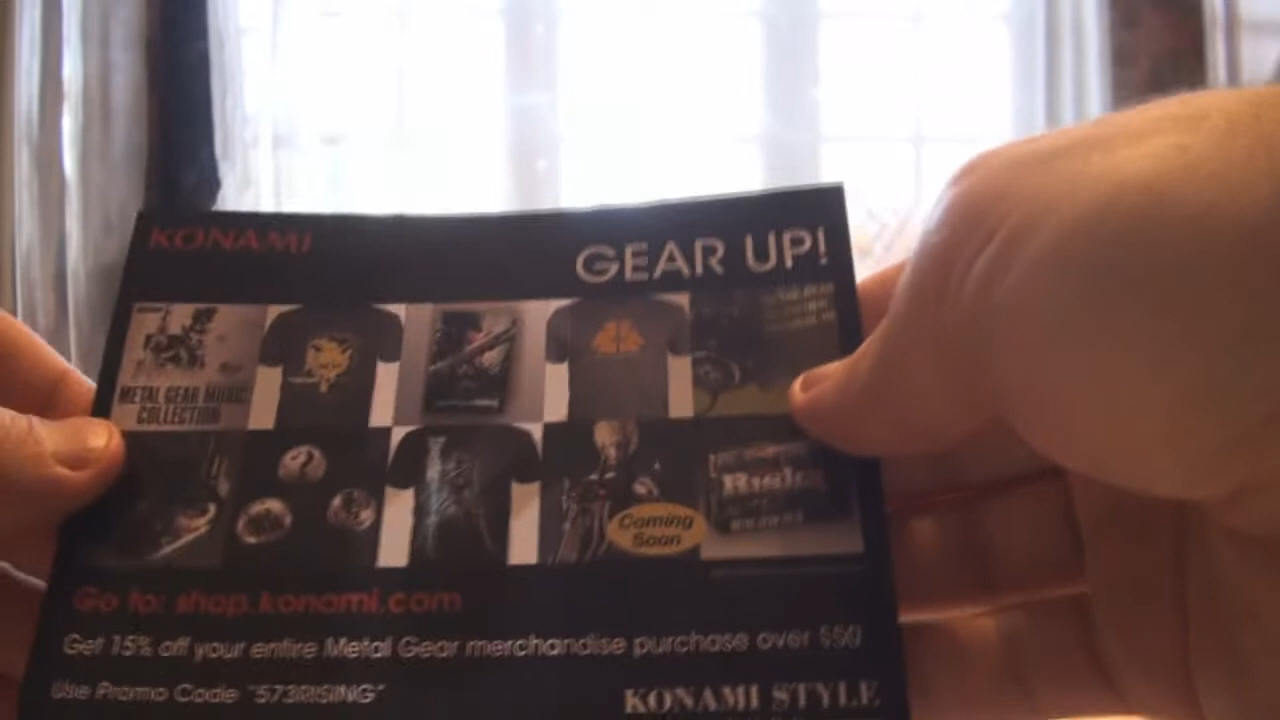 KONAMI
GEAR UP!
METAL GEAR MUSIC
COLLECTION
Coming
Soon
Go to: shop.konami.com
Get 15% off your entire Metal Gear merchandise purchase over $50
Use Promo Code "573RISING"
KONAMI STYLE